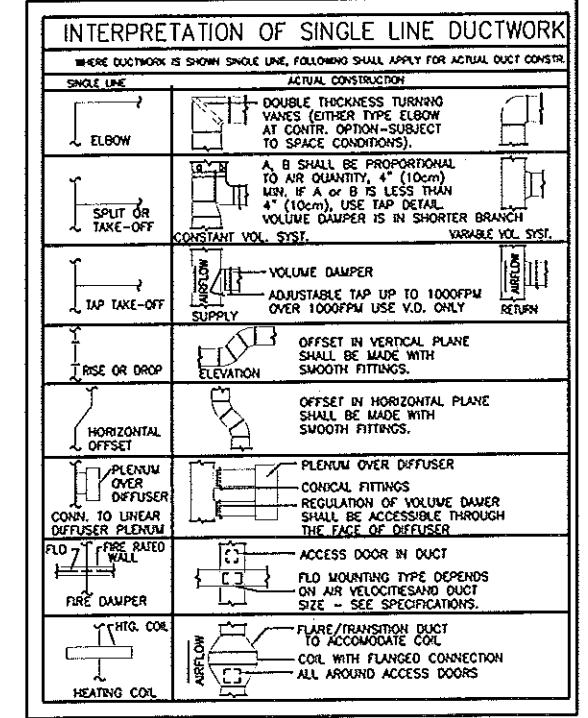 INTERPRETATION OF SINGLE LINE DUCTWORK
WHERE DUCTWORK IS SHOWN SINGLE LINE, FOLLOWING SHALL APPLY FOR ACTUAL DUCT CONSTR.
SINGLE LINE
ACTUAL CONSTRUCTION
ELBOW
DOUBLE THICKNESS TURNING
VANES (EITHER TYPE ELBOW
AT CONTR. OPTION-SUBJECT
TO SPACE CONDITIONS).
SPLIT OR
TAKE-OFF
a
b
A, B SHALL BE PROPORTIONAL
TO AIR QUANTITY, 4" (10cm)
MIN. IF A or B IS LESS THAN
4" (10cm), USE TAP DETAIL.
VOLUME DAMPER IS IN SHORTER BRANCH
CONSTANT VOL. SYST.
VARIABLE VOL. SYST.
TAP TAKE-OFF
AIRFLOW
SUPPLY
VOLUME DAMPER
ADJUSTABLE TAP UP TO 1000FPM
OVER 1000FPM USE V.D. ONLY
AIRFLOW
RETURN
RISE OR DROP
ELEVATION
OFFSET IN VERTICAL PLANE
SHALL BE MADE WITH
SMOOTH FITTINGS.
HORIZONTAL
OFFSET
OFFSET IN HORIZONTAL PLANE
SHALL BE MADE WITH
SMOOTH FITTINGS.
PLENUM
OVER
DIFFUSER
CONN. TO LINEAR
DIFFUSER PLENUM
PLENUM OVER DIFFUSER
CONICAL FITTINGS
REGULATION OF VOLUME DAMER
SHALL BE ACCESSIBLE THROUGH
THE FACE OF DIFFUSER
FLD
FIRE RATED
WALL
FIRE DAMPER
ACCESS DOOR IN DUCT
FLD MOUNTING TYPE DEPENDS
ON AIR VELOCITIESAND DUCT
SIZE - SEE SPECIFICATIONS.
HTG. COIL
HEATING COIL
AIRFLOW
FLARE/TRANSITION DUCT
TO ACCOMODATE COIL
COIL WITH FLANGED CONNECTION
ALL AROUND ACCESS DOORS